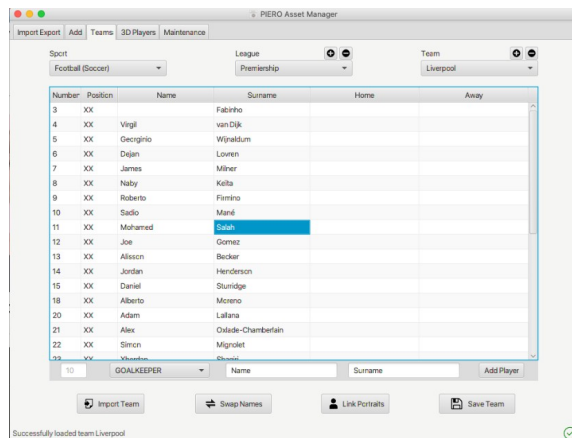 PIERO Asset Manager
Import Export Add Teams 3D Players Maintenance
Sport League Team
Football (Soccer) Premiership Liverpool
Number Position Name Surname Home Away
3 XX Fabinho
4 XX Virgil van Dijk
5 XX Georginio Wijnaldum
6 XX Dejan Lovren
7 XX James Milner
8 XX Naby Keïta
9 XX Roberto Firmino
10 XX Sadio Mané
11 XX Mohamed Salah
12 XX Joe Gomez
13 XX Alisson Becker
14 XX Jordan Henderson
15 XX Daniel Sturridge
18 XX Alberto Moreno
20 XX Adam Lallana
21 XX Alex Oxlade-Chamberlain
22 XX Simon Mignolet
23 XX Xherdan Shaqiri
10 GOALKEEPER Name Surname Add Player
Import Team Swap Names Link Portraits Save Team
Successfully loaded team Liverpool